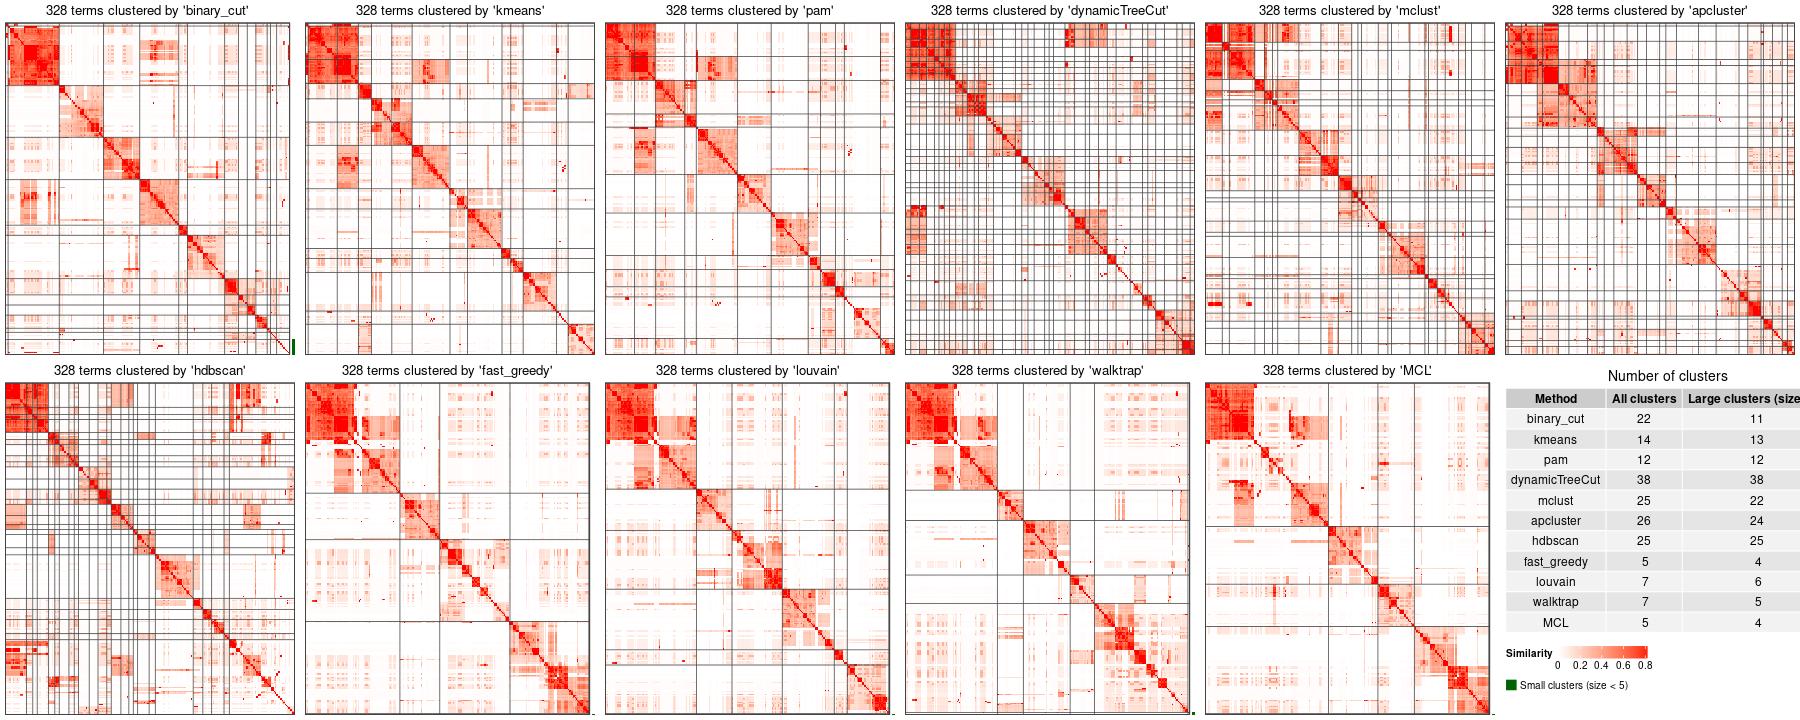 328 terms clustered by 'binary_cut'
328 terms clustered by 'kmeans'
328 terms clustered by 'pam'
328 terms clustered by 'dynamicTreeCut'
328 terms clustered by 'mclust'
328 terms clustered by 'apcluster'
328 terms clustered by 'hdbscan'
328 terms clustered by 'fast_greedy'
328 terms clustered by 'louvain'
328 terms clustered by 'walktrap'
328 terms clustered by 'MCL'
Number of clusters
Method All clusters Large clusters (size
binary_cut 22 11
kmeans 14 13
pam 12 12
dynamicTreeCut 38 38
mclust 25 22
apcluster 26 24
hdbscan 25 25
fast_greedy 5 4
louvain 7 6
walktrap 7 5
MCL 5 4
Similarity
0 0.2 0.4 0.6 0.8
Small clusters (size < 5)